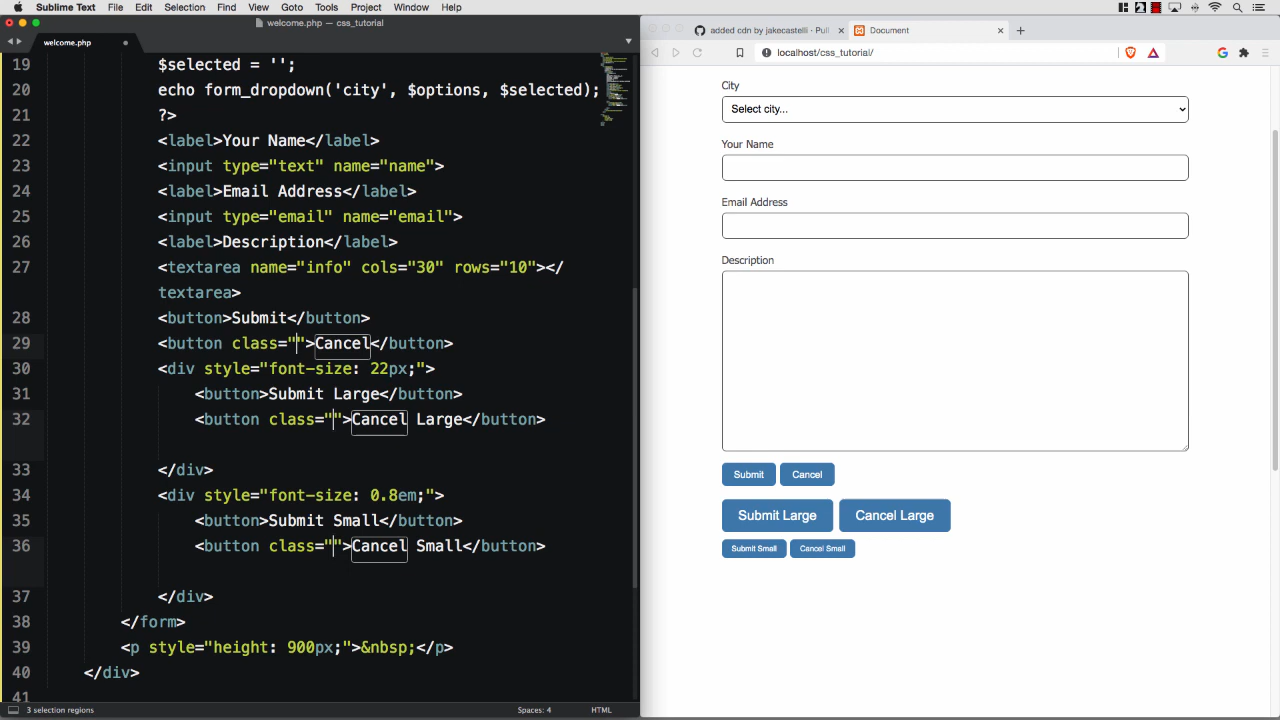 Sublime Text File Edit Selection Find View Goto Tools Project Window Help
welcome.php — css_tutorial
welcome.php
19 $selected = '';
20 echo form_dropdown('city', $options, $selected);
21 ?>
22 <label>Your Name</label>
23 <input type="text" name="name">
24 <label>Email Address</label>
25 <input type="email" name="email">
26 <label>Description</label>
27 <textarea name="info" cols="30" rows="10"></
textarea>
28 <button>Submit</button>
29 <button class="">Cancel</button>
30 <div style="font-size: 22px;">
31 <button>Submit Large</button>
32 <button class="">Cancel Large</button>
33 </div>
34 <div style="font-size: 0.8em;">
35 <button>Submit Small</button>
36 <button class="">Cancel Small</button>
37 </div>
38 </form>
39 <p style="height: 900px;">&nbsp;</p>
40 </div>
41
3 selection regions Spaces: 4 HTML
added cdn by jakecastelli · Pull
Document
localhost/css_tutorial/
City
Select city...
Your Name
Email Address
Description
Submit Cancel
Submit Large Cancel Large
Submit Small Cancel Small